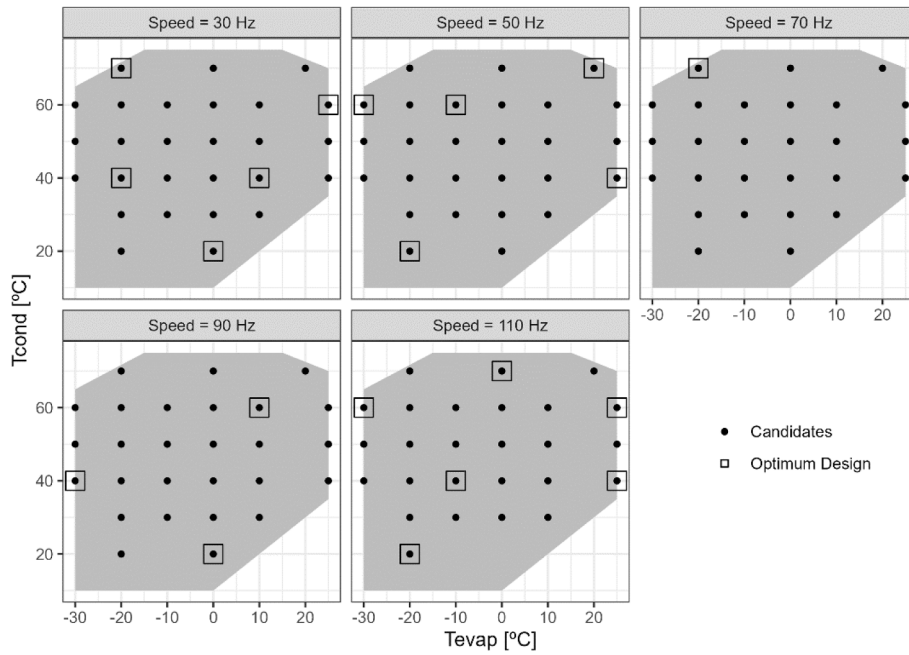 Speed = 30 Hz
Speed = 50 Hz
Speed = 70 Hz
60
40
20
-30 -20 -10 0 10 20
Speed = 90 Hz
Speed = 110 Hz
60
40
20
-30 -20 -10 0 10 20
-30 -20 -10 0 10 20
Tcond [ºC]
Tevap [ºC]
Candidates
Optimum Design